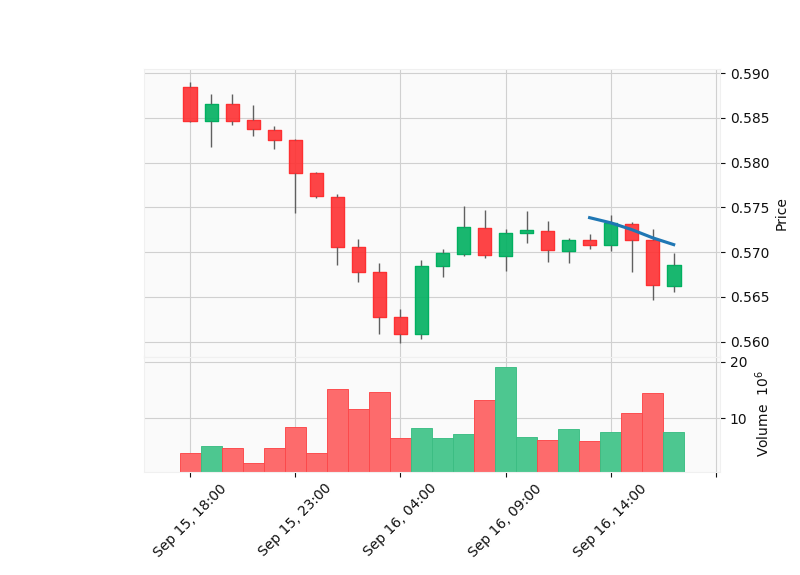 0.590
0.585
0.580
0.575
0.570
0.565
0.560
Price
20
10
Volume 10^6
Sep 15, 18:00
Sep 15, 23:00
Sep 16, 04:00
Sep 16, 09:00
Sep 16, 14:00